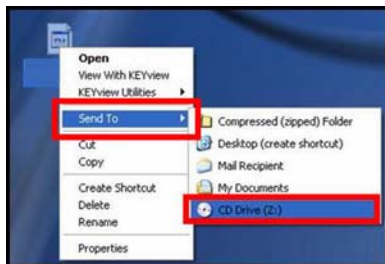 Open
View With KEYview
KEYview Utilities
Send To
Cut
Copy
Create Shortcut
Delete
Rename
Properties
Compressed (zipped) Folder
Desktop (create shortcut)
Mail Recipient
My Documents
CD Drive (Z:)